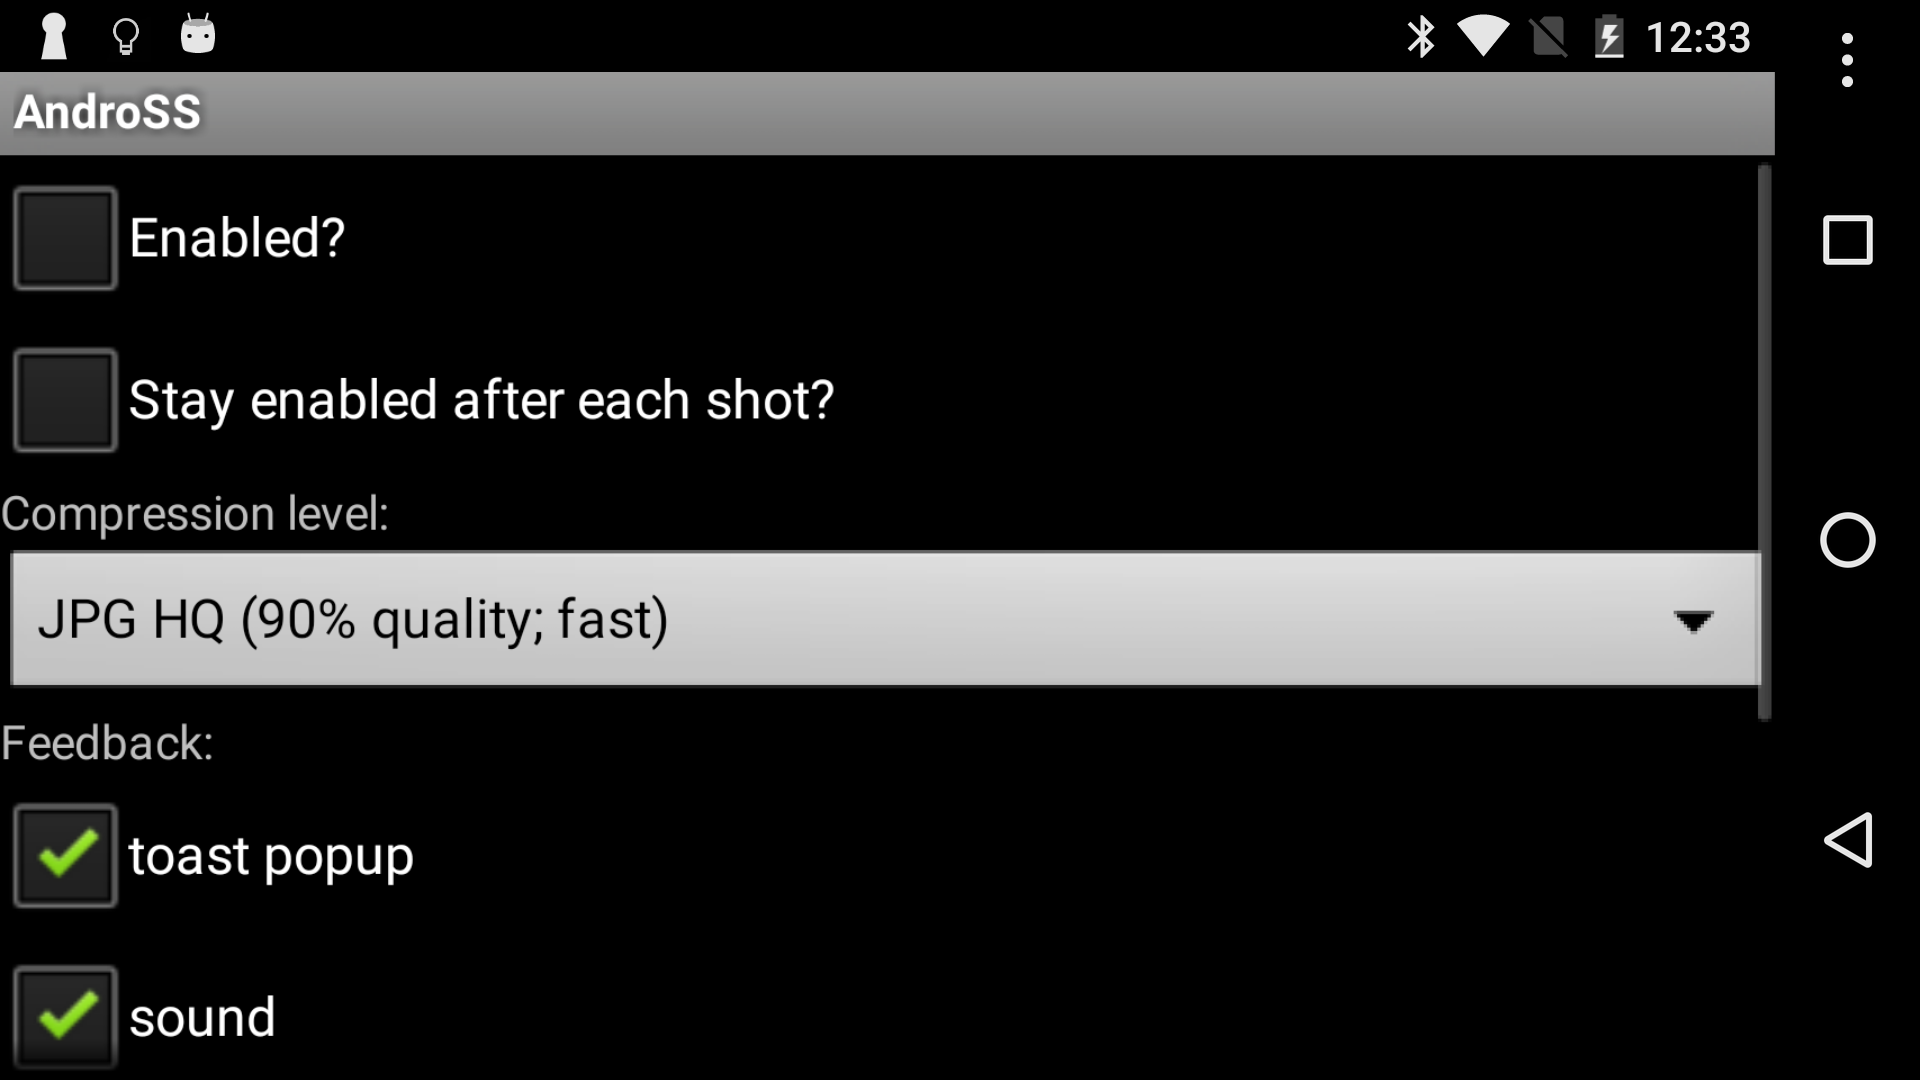 12:33
AndroSS
Enabled?
Stay enabled after each shot?
Compression level:
JPG HQ (90% quality; fast)
Feedback:
toast popup
sound